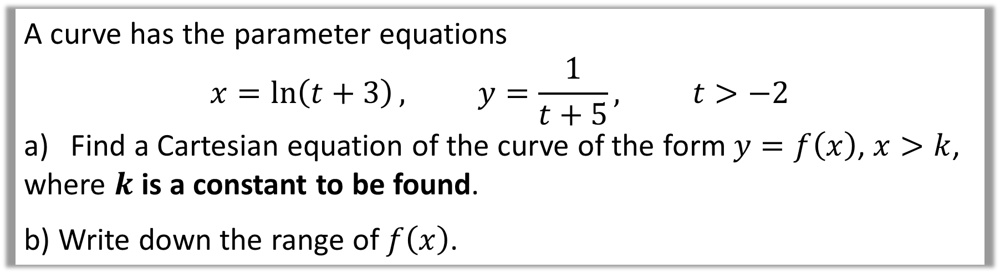 A curve has the parameter equations
x = ln(t + 3), y = 1/(t + 5), t > −2
a) Find a Cartesian equation of the curve of the form y = f(x), x > k,
where k is a constant to be found.
b) Write down the range of f(x).